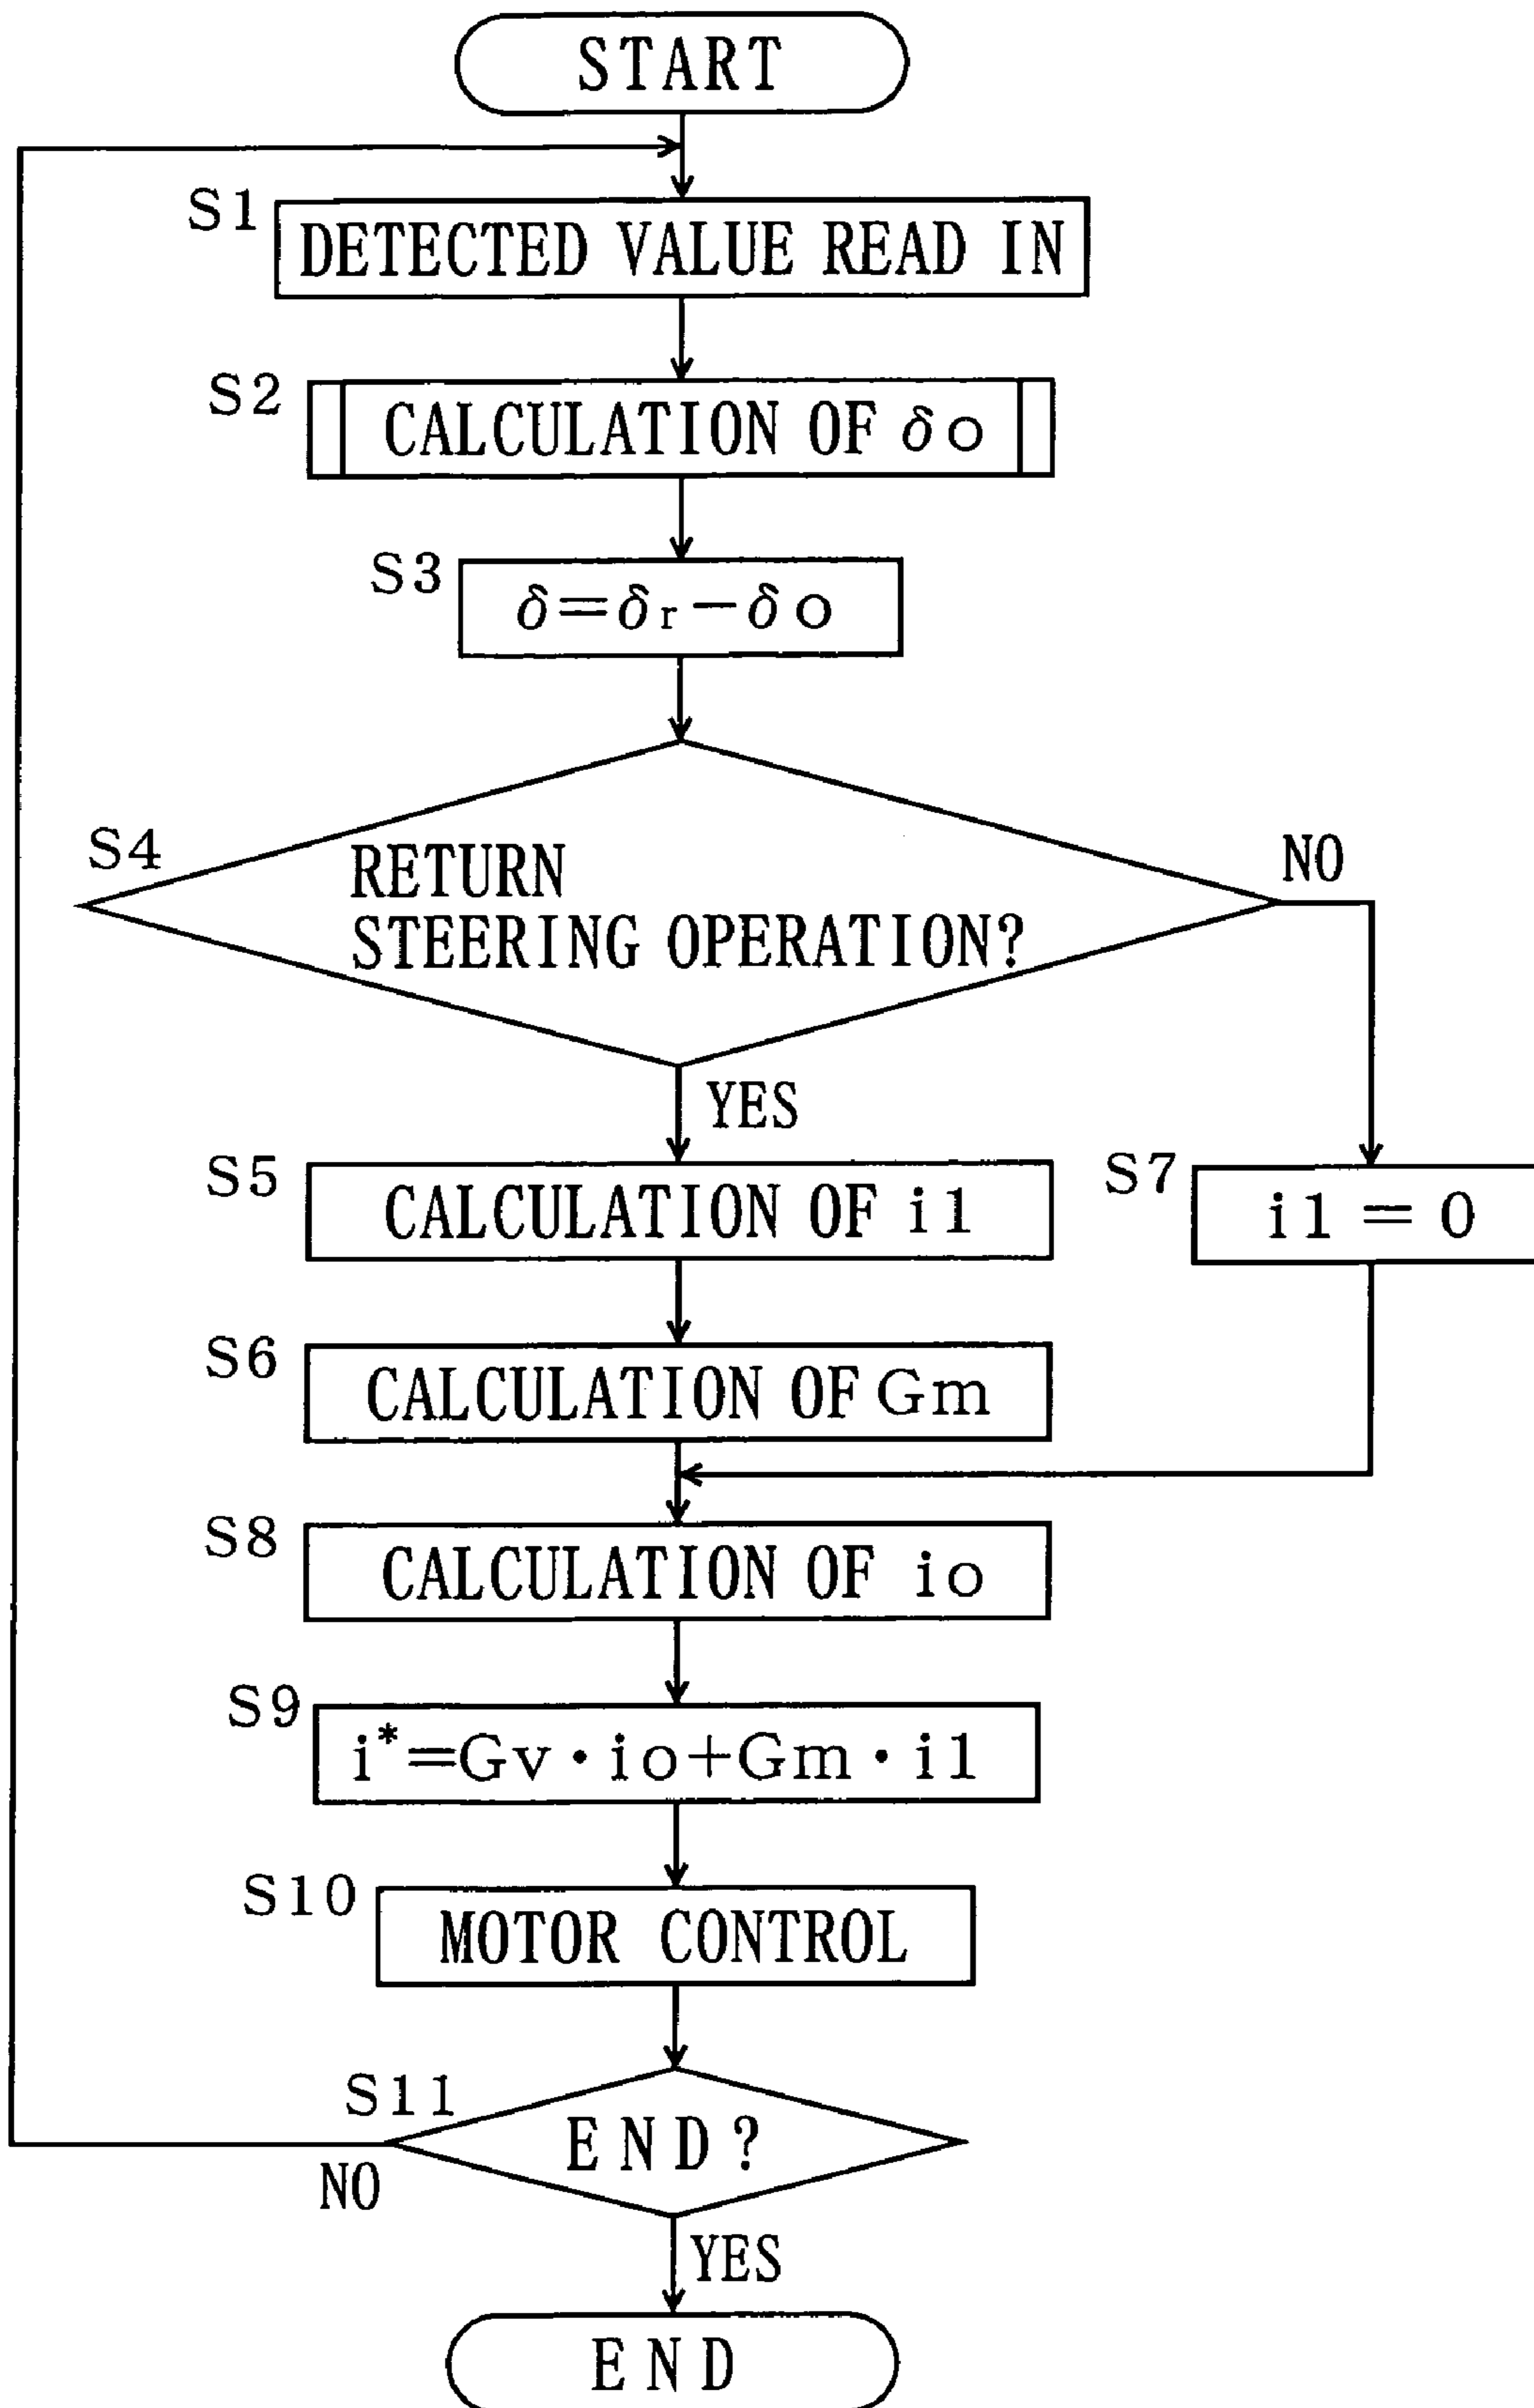 START
S1
DETECTED VALUE READ IN
S2
CALCULATION OF δo
S3
δ=δr−δo
S4
RETURN
STEERING OPERATION?
NO
YES
S5
CALCULATION OF i1
S7
i1=0
S6
CALCULATION OF Gm
S8
CALCULATION OF io
S9
i*=Gv·io+Gm·i1
S10
MOTOR CONTROL
S11
END?
NO
YES
END